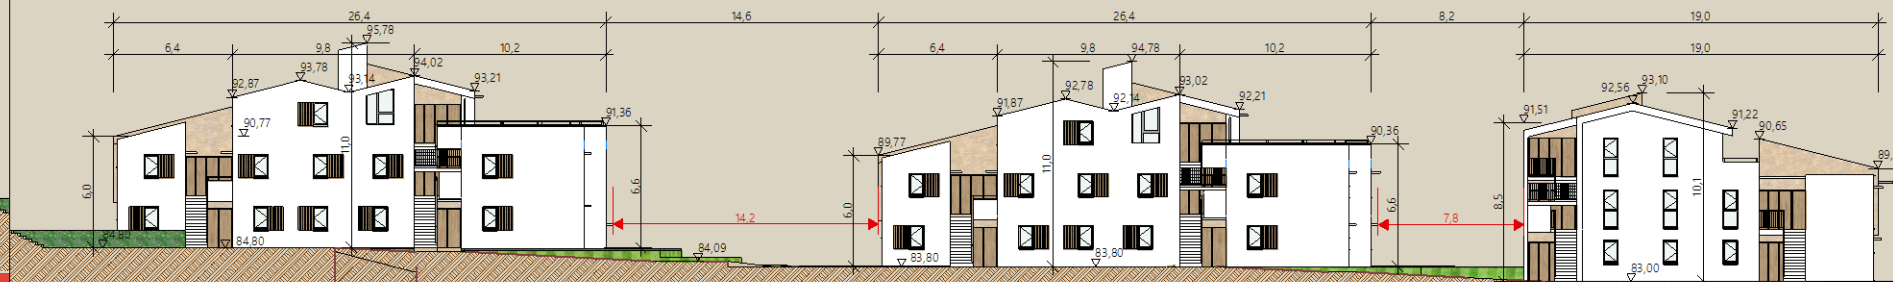 26,4 14,6 26,4 8,2 19,0
6,4 9,8 10,2 6,4 9,8 10,2 19,0
95,78 94,78
94,02 93,78 93,14 93,21 92,87
93,02 92,78 92,14 92,21 91,87
93,10 92,56
91,51 91,22 90,65
91,36 90,77
90,36 89,77
89,
6,0 11,0 6,6 6,0 11,0 6,6 8,5 10,1
14,2 7,8
84,80 84,80 84,09 83,80 83,80 83,00